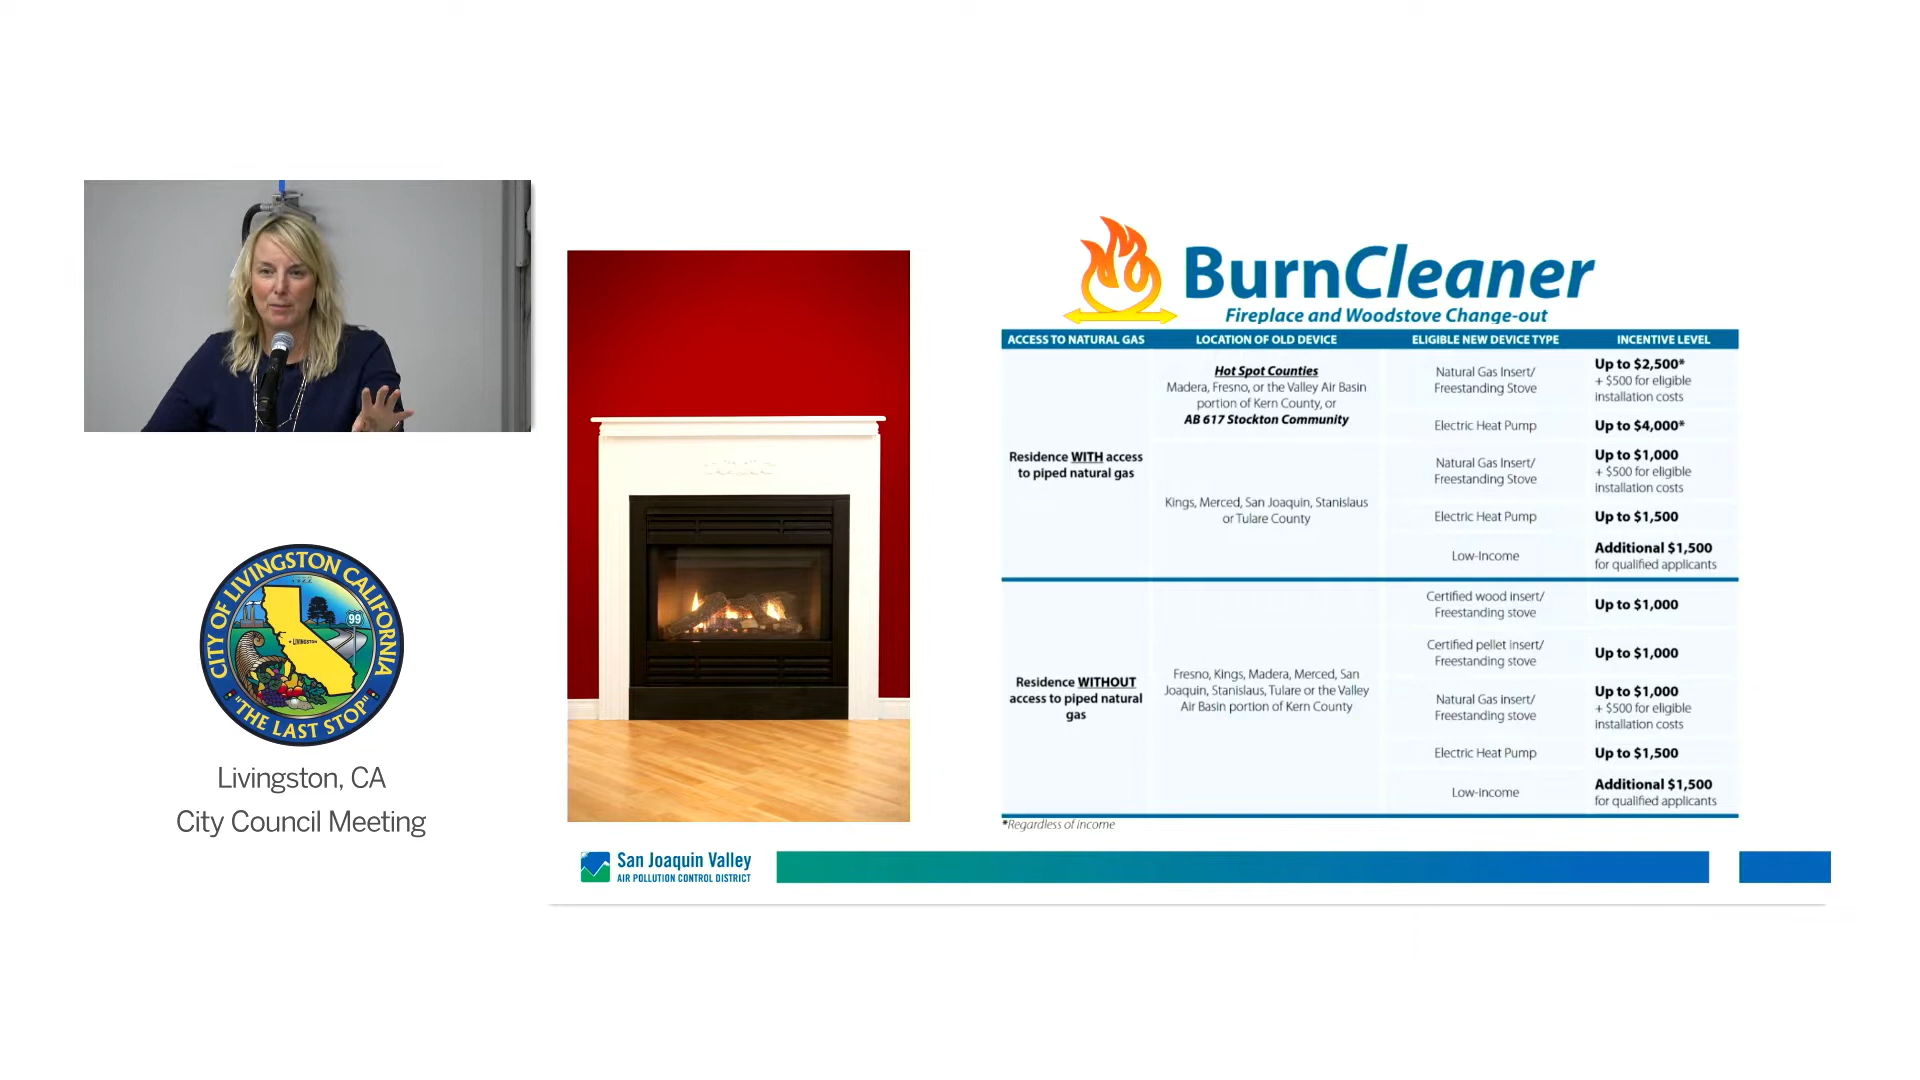 BurnCleaner
Fireplace and Woodstove Change-out
ACCESS TO NATURAL GAS
LOCATION OF OLD DEVICE
ELIGIBLE NEW DEVICE TYPE
INCENTIVE LEVEL
Residence WITH access
to piped natural gas
Hot Spot Counties
Madera, Fresno, or the Valley Air Basin
portion of Kern County, or
AB 617 Stockton Community
Natural Gas Insert/
Freestanding Stove
Up to $2,500*
+ $500 for eligible
installation costs
Electric Heat Pump
Up to $4,000*
Kings, Merced, San Joaquin, Stanislaus
or Tulare County
Natural Gas Insert/
Freestanding Stove
Up to $1,000
+ $500 for eligible
installation costs
Electric Heat Pump
Up to $1,500
Low-Income
Additional $1,500
for qualified applicants
Residence WITHOUT
access to piped natural
gas
Fresno, Kings, Madera, Merced, San
Joaquin, Stanislaus, Tulare or the Valley
Air Basin portion of Kern County
Certified wood insert/
Freestanding stove
Up to $1,000
Certified pellet Insert/
Freestanding stove
Up to $1,000
Natural Gas insert/
Freestanding stove
Up to $1,000
+ $500 for eligible
installation costs
Electric Heat Pump
Up to $1,500
Low-income
Additional $1,500
for qualified applicants
*Regardless of income
CITY OF LIVINGSTON CALIFORNIA
1922
99
LIVINGSTON
"THE LAST STOP"
Livingston, CA
City Council Meeting
San Joaquin Valley
AIR POLLUTION CONTROL DISTRICT